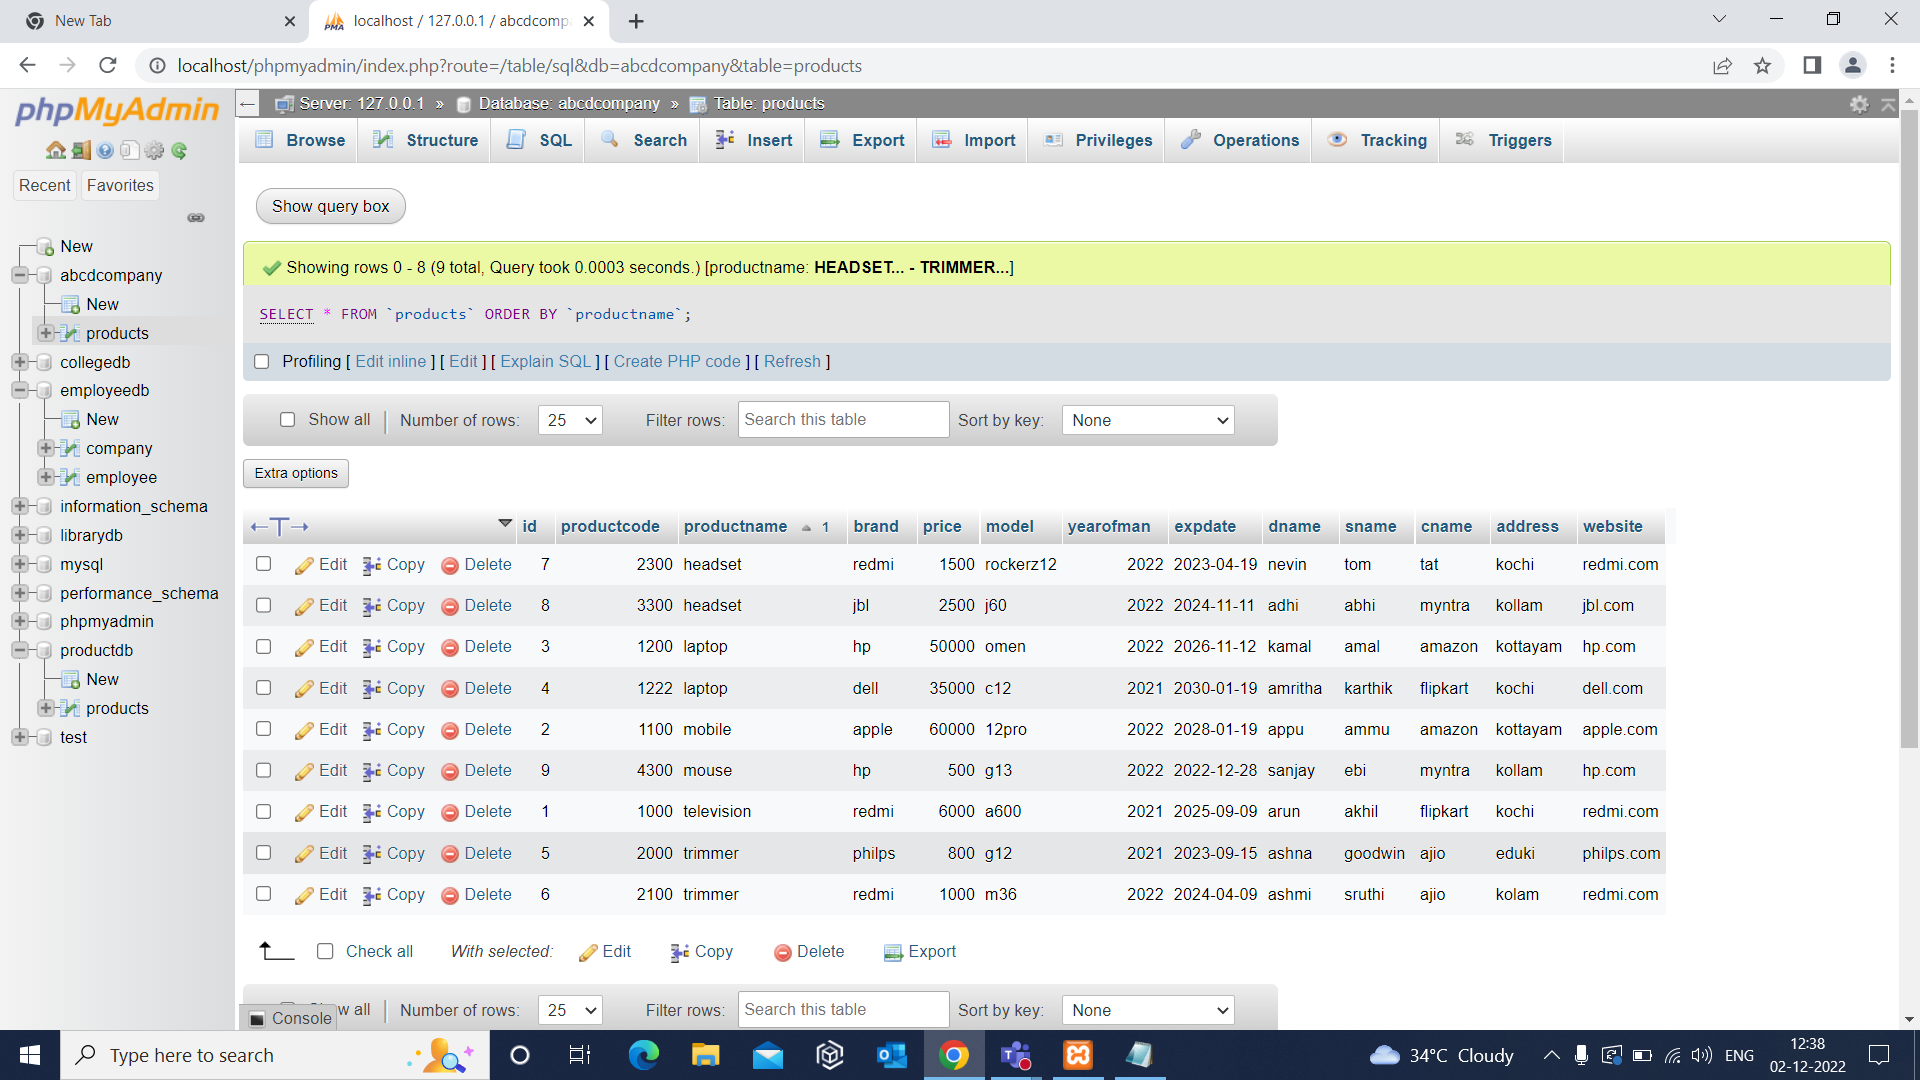 New Tab
localhost / 127.0.0.1 / abcdcomp
localhost/phpmyadmin/index.php?route=/table/sql&db=abcdcompany&table=products
phpMyAdmin
Recent Favorites
New
abcdcompany
New
products
collegedb
employeedb
New
company
employee
information_schema
librarydb
mysql
performance_schema
phpmyadmin
productdb
New
products
test
Server: 127.0.0.1 » Database: abcdcompany » Table: products
Browse Structure SQL Search Insert Export Import Privileges Operations Tracking Triggers
Show query box
Showing rows 0 - 8 (9 total, Query took 0.0003 seconds.) [productname: HEADSET... - TRIMMER...]
SELECT * FROM `products` ORDER BY `productname`;
Profiling [ Edit inline ] [ Edit ] [ Explain SQL ] [ Create PHP code ] [ Refresh ]
Show all Number of rows: 25 Filter rows: Search this table Sort by key: None
Extra options
←T→ id productcode productname 1 brand price model yearofman expdate dname sname cname address website
Edit Copy Delete 7 2300 headset redmi 1500 rockerz12 2022 2023-04-19 nevin tom tat kochi redmi.com
Edit Copy Delete 8 3300 headset jbl 2500 j60 2022 2024-11-11 adhi abhi myntra kollam jbl.com
Edit Copy Delete 3 1200 laptop hp 50000 omen 2022 2026-11-12 kamal amal amazon kottayam hp.com
Edit Copy Delete 4 1222 laptop dell 35000 c12 2021 2030-01-19 amritha karthik flipkart kochi dell.com
Edit Copy Delete 2 1100 mobile apple 60000 12pro 2022 2028-01-19 appu ammu amazon kottayam apple.com
Edit Copy Delete 9 4300 mouse hp 500 g13 2022 2022-12-28 sanjay ebi myntra kollam hp.com
Edit Copy Delete 1 1000 television redmi 6000 a600 2021 2025-09-09 arun akhil flipkart kochi redmi.com
Edit Copy Delete 5 2000 trimmer philps 800 g12 2021 2023-09-15 ashna goodwin ajio eduki philps.com
Edit Copy Delete 6 2100 trimmer redmi 1000 m36 2022 2024-04-09 ashmi sruthi ajio kolam redmi.com
Check all With selected: Edit Copy Delete Export
w all Number of rows: 25 Filter rows: Search this table Sort by key: None
Console
Type here to search
34°C Cloudy
ENG
12:38
02-12-2022